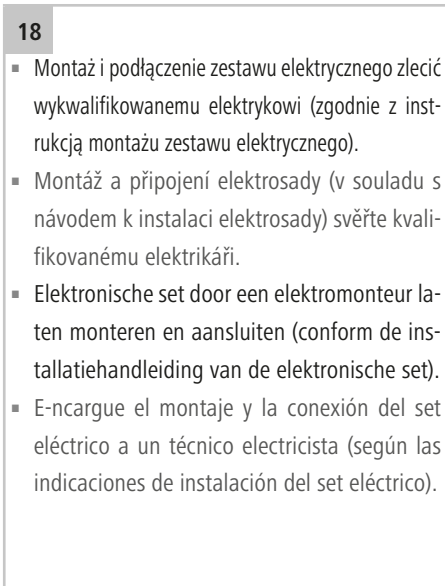 18
▪ Montaż i podłączenie zestawu elektrycznego zlecić
wykwalifikowanemu elektrykowi (zgodnie z inst-
rukcją montażu zestawu elektrycznego).
▪ Montáž a připojení elektrosady (v souladu s
návodem k instalaci elektrosady) svěřte kvali-
fikovanému elektrikáři.
▪ Elektronische set door een elektromonteur la-
ten monteren en aansluiten (conform de ins-
tallatiehandleiding van de elektronische set).
▪ E-ncargue el montaje y la conexión del set
eléctrico a un técnico electricista (según las
indicaciones de instalación del set eléctrico).